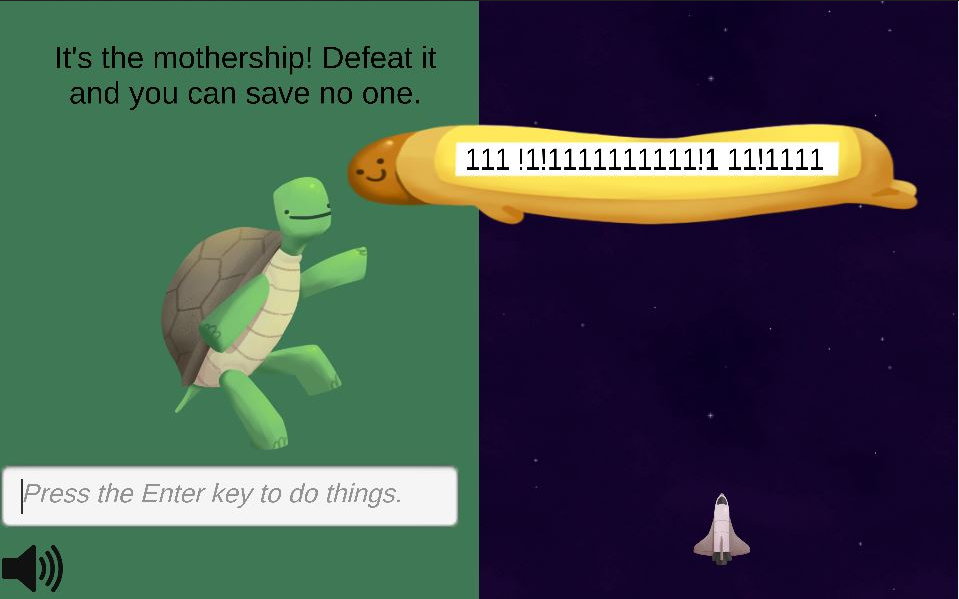 It's the mothership! Defeat it
and you can save no one.
111 !1!11111111111!1 11!1111
Press the Enter key to do things.